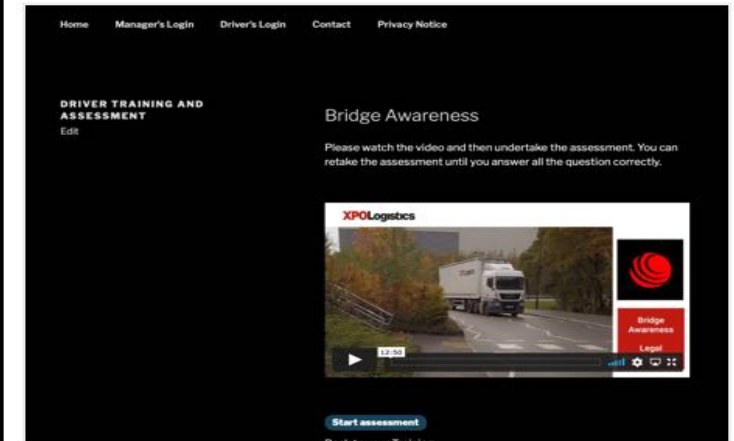 Home Manager's Login Driver's Login Contact Privacy Notice
DRIVER TRAINING AND
ASSESSMENT
Edit
Bridge Awareness
Please watch the video and then undertake the assessment. You can
retake the assessment until you answer all the question correctly.
XPOLogistics
Bridge
Awareness
Legal
12:50
Start assessment